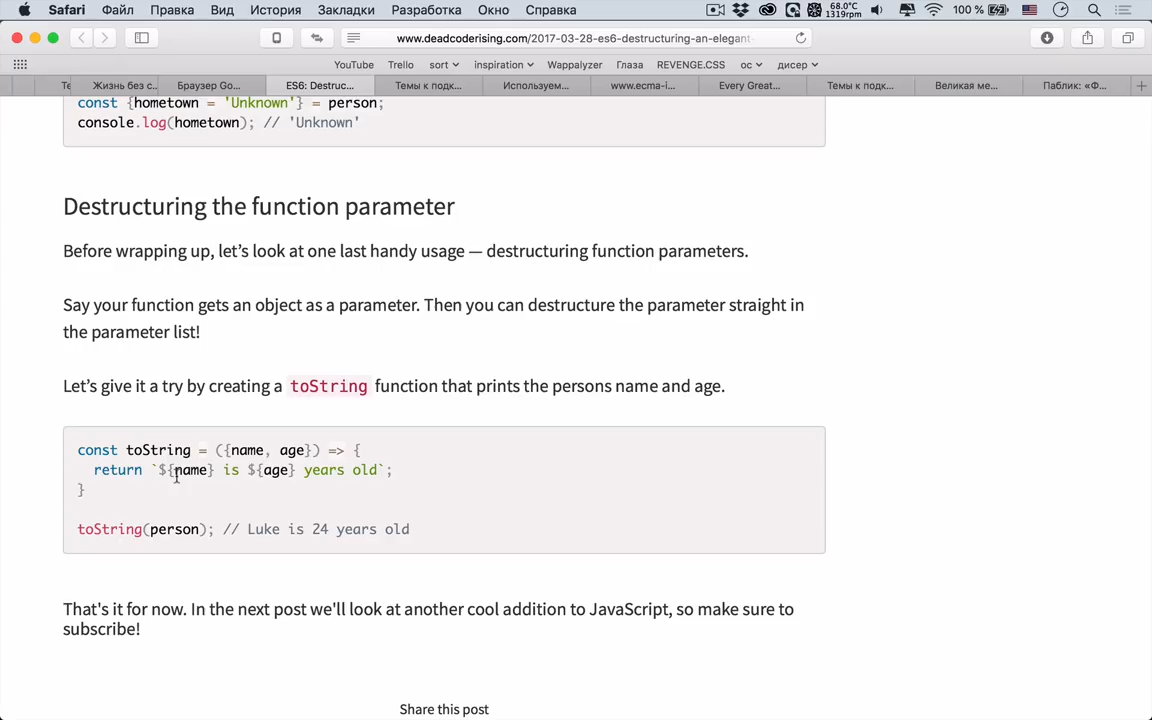 Safari Файл Правка Вид История Закладки Разработка Окно Справка 68.0°C 1319rpm 100 %
www.deadcoderising.com/2017-03-28-es6-destructuring-an-elegant-
YouTube Trello sort inspiration Wappalyzer Глаза REVENGE.CSS ос дисер
Те Жизнь без с... Браузер Go... ES6: Destruc... Темы к подк... Используем... www.ecma-i... Every Great... Темы к подк... Великая ме... Паблик: «Ф...
const {hometown = 'Unknown'} = person;
console.log(hometown); // 'Unknown'
Destructuring the function parameter
Before wrapping up, let’s look at one last handy usage — destructuring function parameters.
Say your function gets an object as a parameter. Then you can destructure the parameter straight in
the parameter list!
Let’s give it a try by creating a toString function that prints the persons name and age.
const toString = ({name, age}) => {
return `${name} is ${age} years old`;
}
toString(person); // Luke is 24 years old
That's it for now. In the next post we'll look at another cool addition to JavaScript, so make sure to
subscribe!
Share this post